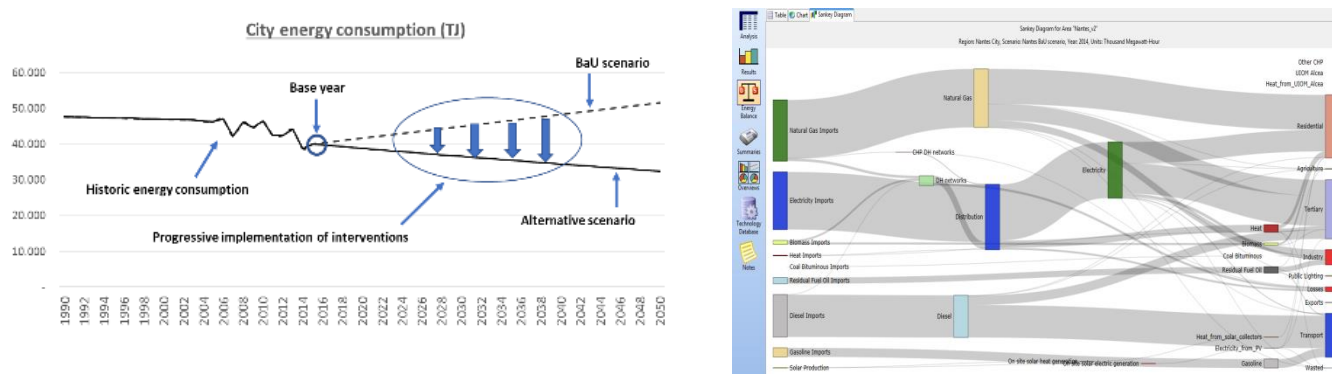 City energy consumption (TJ)
60.000
50.000
40.000
30.000
20.000
10.000
-
BaU scenario
Base year
Historic energy consumption
Alternative scenario
Progressive implementation of interventions
1990
1992
1994
1996
1998
2000
2002
2004
2006
2008
2010
2012
2014
2016
2018
2020
2022
2024
2026
2028
2030
2032
2034
2036
2038
2040
2042
2044
2046
2048
2050
Table Chart Sankey Diagram
Sankey Diagram for Area "Nantes_v2"
Region: Nantes City, Scenario: Nantes BaU scenario, Year: 2014, Units: Thousand Megawatt-Hour
Analysis
Results
Energy
Balance
Summaries
Overviews
Technology
Database
Notes
Natural Gas Imports
Electricity Imports
Biomass Imports
Heat Imports
Coal Bituminous Imports
Residual Fuel Oil Imports
Diesel Imports
Gasoline Imports
Solar Production
Natural Gas
CHP DH networks
DH networks
Distribution
Diesel
Electricity
On site solar heat generation
On site solar electric generation
Heat
Biomass
Coal Bituminous
Residual Fuel Oil
Heat_from_solar_collectors
Electricity_from_PV
Gasoline
Other CHP
UIOM Alcea
Heat_from_UIOM_Alcea
Residential
Agriculture
Tertiary
Industry
Public Lighting
Losses
Exports
Transport
Wasted